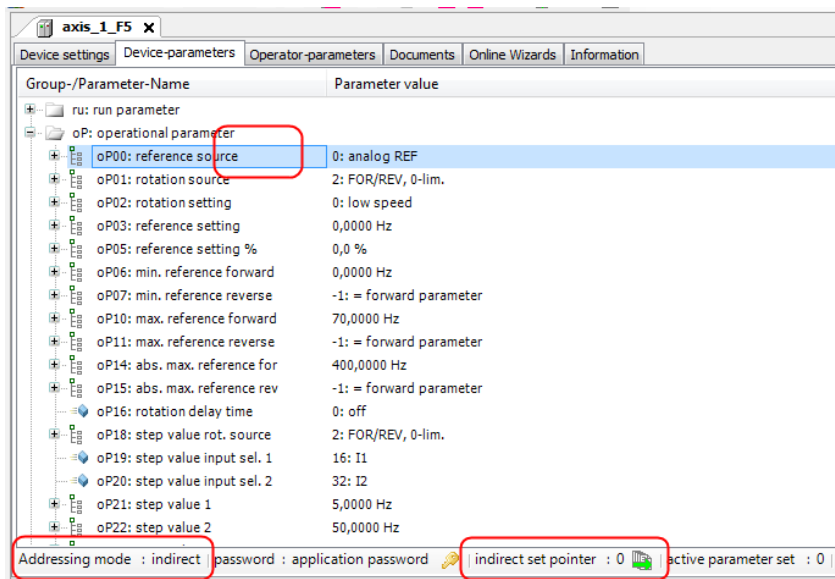 axis_1_F5 X
Device settings Device-parameters Operator-parameters Documents Online Wizards Information
Group-/Parameter-Name Parameter value
ru: run parameter
oP: operational parameter
oP00: reference source 0: analog REF
oP01: rotation source 2: FOR/REV, 0-lim.
oP02: rotation setting 0: low speed
oP03: reference setting 0,0000 Hz
oP05: reference setting % 0,0 %
oP06: min. reference forward 0,0000 Hz
oP07: min. reference reverse -1: = forward parameter
oP10: max. reference forward 70,0000 Hz
oP11: max. reference reverse -1: = forward parameter
oP14: abs. max. reference for 400,0000 Hz
oP15: abs. max. reference rev -1: = forward parameter
oP16: rotation delay time 0: off
oP18: step value rot. source 2: FOR/REV, 0-lim.
oP19: step value input sel. 1 16: I1
oP20: step value input sel. 2 32: I2
oP21: step value 1 5,0000 Hz
oP22: step value 2 50,0000 Hz
Addressing mode : indirect | password : application password | indirect set pointer : 0 | active parameter set : 0 |